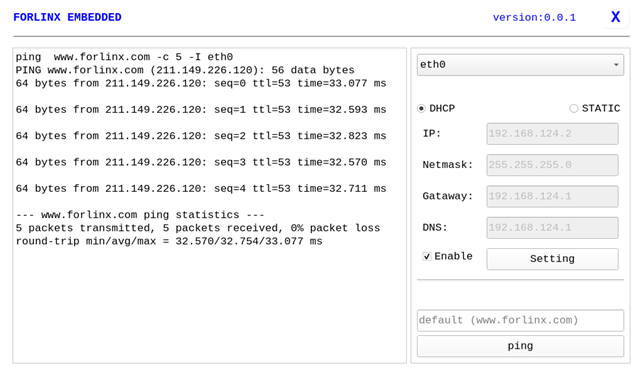 FORLINX EMBEDDED
version:0.0.1
X
ping  www.forlinx.com -c 5 -I eth0
PING www.forlinx.com (211.149.226.120): 56 data bytes
64 bytes from 211.149.226.120: seq=0 ttl=53 time=33.077 ms
64 bytes from 211.149.226.120: seq=1 ttl=53 time=32.593 ms
64 bytes from 211.149.226.120: seq=2 ttl=53 time=32.823 ms
64 bytes from 211.149.226.120: seq=3 ttl=53 time=32.570 ms
64 bytes from 211.149.226.120: seq=4 ttl=53 time=32.711 ms
--- www.forlinx.com ping statistics ---
5 packets transmitted, 5 packets received, 0% packet loss
round-trip min/avg/max = 32.570/32.754/33.077 ms
eth0
DHCP
STATIC
IP:
192.168.124.2
Netmask:
255.255.255.0
Gataway:
192.168.124.1
DNS:
192.168.124.1
Enable
Setting
default (www.forlinx.com)
ping